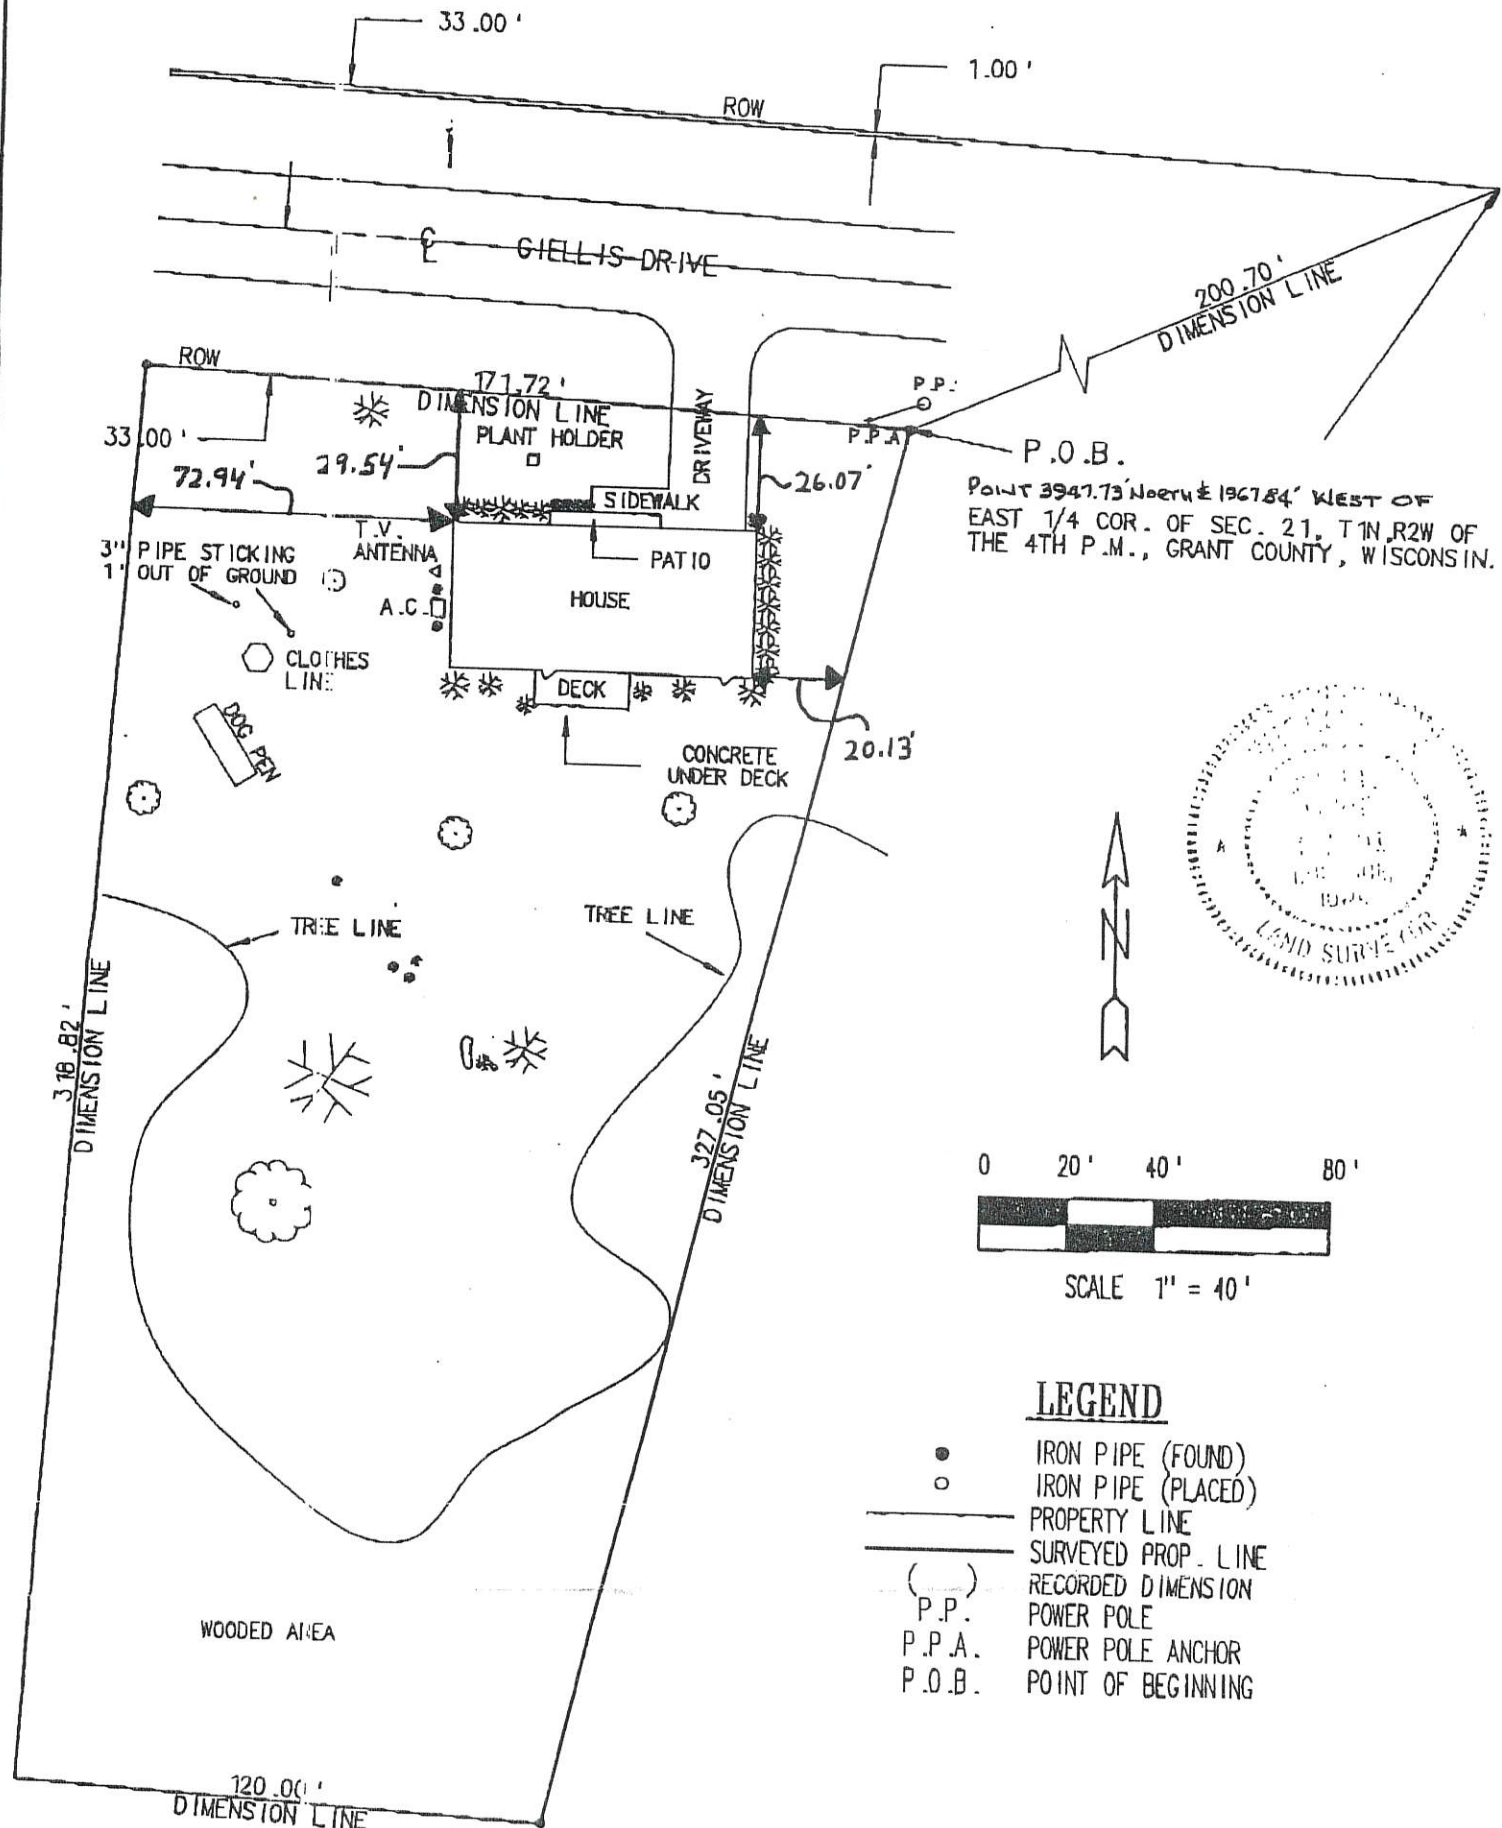 33.00'
1.00'
ROW
GIELLIS DRIVE
200.70'
DIMENSION LINE
ROW
171.72'
DIMENSION LINE
PLANT HOLDER
DRIVEWAY
P.P.
P.P.A
P.O.B.
33.00'
72.94'
29.54'
26.07'
SIDEWALK
POINT 3947.73' NORTH & 1967.84' WEST OF
EAST 1/4 COR. OF SEC. 21, T1N,R2W OF
THE 4TH P.M., GRANT COUNTY, WISCONSIN.
T.V.
ANTENNA
3" PIPE STICKING
1' OUT OF GROUND
PATIO
A.C.
HOUSE
CLOTHES
LINE
DECK
DOG PEN
20.13'
CONCRETE
UNDER DECK
TREE LINE
TREE LINE
N
LAND SURVEYOR
318.82'
DIMENSION LINE
327.05'
DIMENSION LINE
0 20' 40' 80'
SCALE 1" = 40'
LEGEND
IRON PIPE (FOUND)
IRON PIPE (PLACED)
PROPERTY LINE
SURVEYED PROP. LINE
( ) RECORDED DIMENSION
P.P. POWER POLE
P.P.A. POWER POLE ANCHOR
P.O.B. POINT OF BEGINNING
WOODED AREA
120.00'
DIMENSION LINE